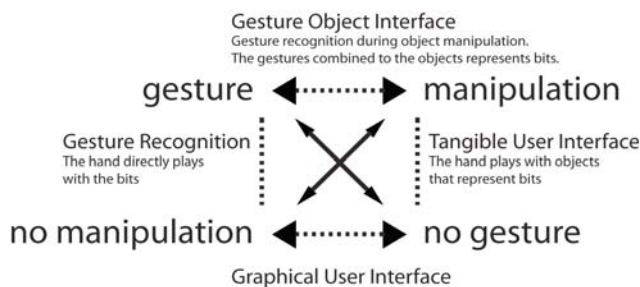 Gesture Object Interface
Gesture recognition during object manipulation.
The gestures combined to the objects represents bits.
gesture
manipulation
Gesture Recognition
The hand directly plays
with the bits
Tangible User Interface
The hand plays with objects
that represent bits
no manipulation
no gesture
Graphical User Interface